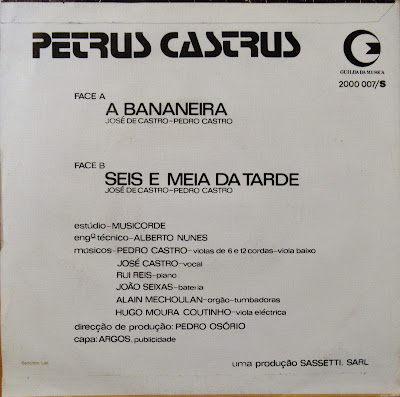 PETRUS CASTRUS
GUILDA DA MUSICA
2000 007/S
FACE A
A BANANEIRA
JOSÉ DE CASTRO-PEDRO CASTRO
FACE B
SEIS E MEIA DA TARDE
JOSÉ DE CASTRO-PEDRO CASTRO
estúdio-MUSICORDE
engº técnico-ALBERTO NUNES
músicos-PEDRO CASTRO-violas de 6 e 12 cordas-viola baixo
JOSÉ CASTRO-vocal
RUI REIS-piano
JOÃO SEIXAS-bateria
ALAIN MECHOULAN-orgão-tumbadoras
HUGO MOURA COUTINHO-viola eléctrica
direcção de produção: PEDRO OSÓRIO
capa: ARGOS. publicidade
uma produção SASSETTI. SARL